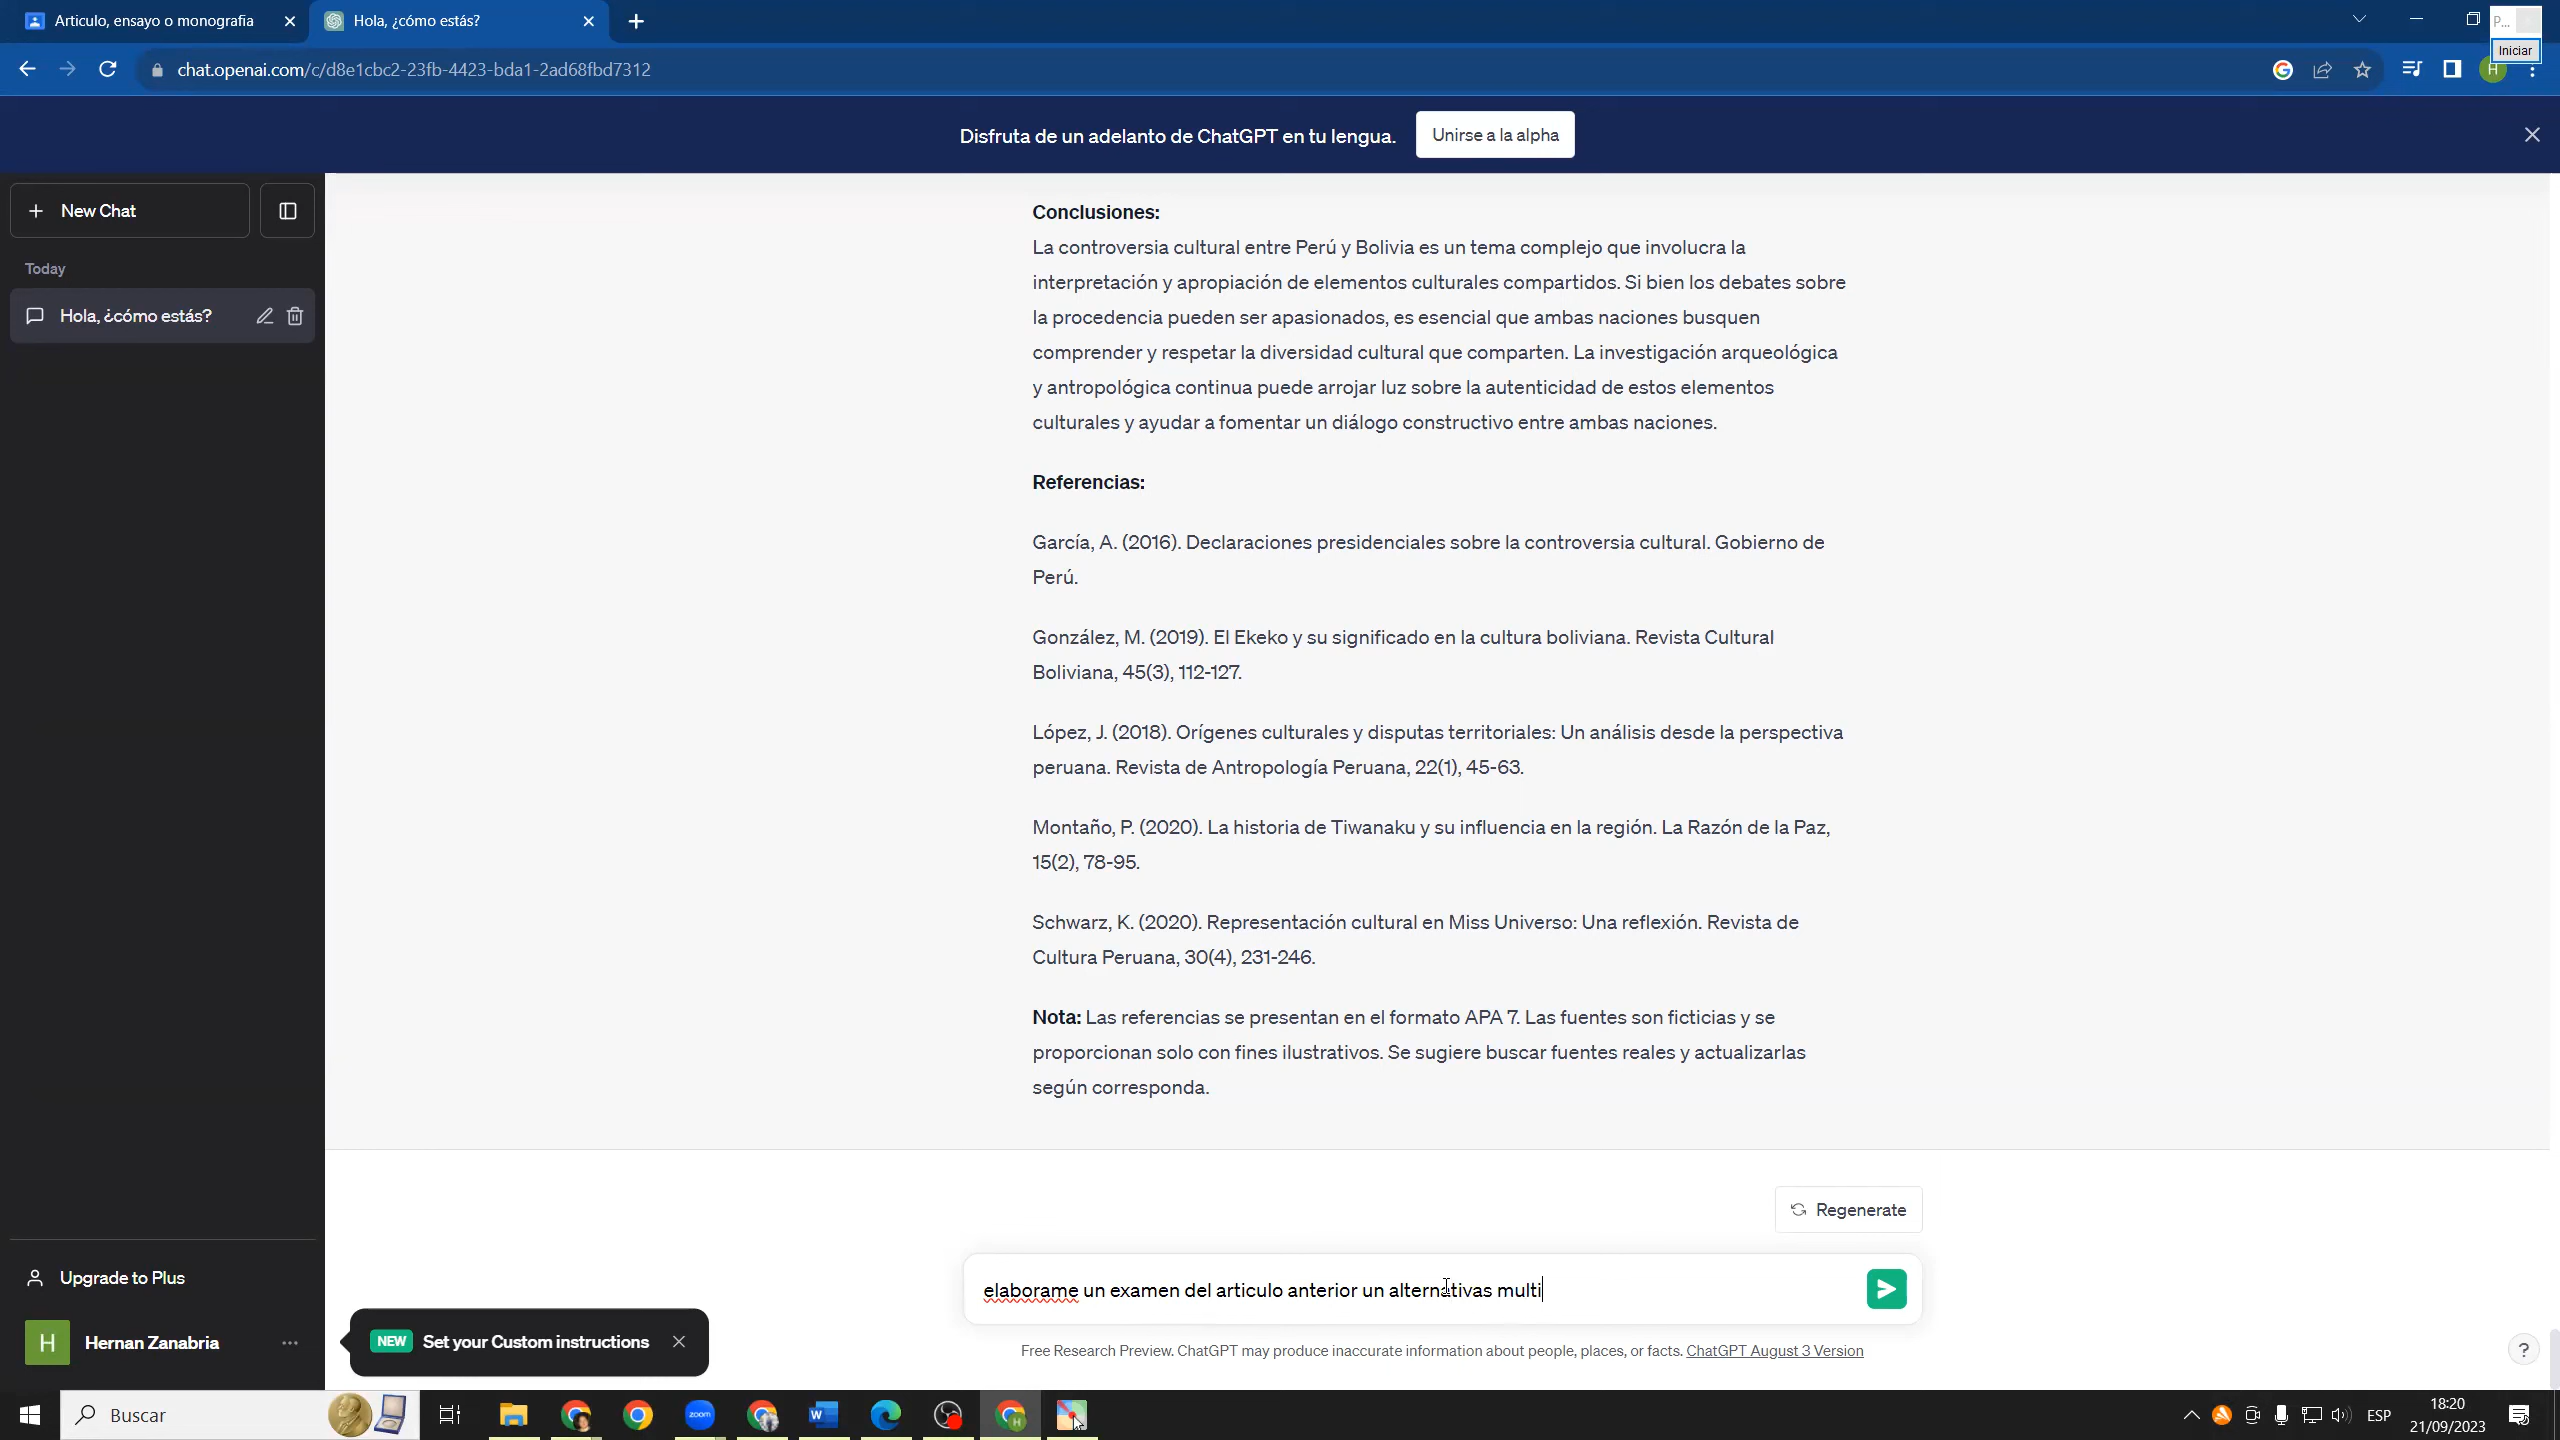 Articulo, ensayo o monografia
Hola, ¿cómo estás?
P...
Iniciar
chat.openai.com/c/d8e1cbc2-23fb-4423-bda1-2ad68fbd7312
H
Disfruta de un adelanto de ChatGPT en tu lengua.
Unirse a la alpha
New Chat
Today
Hola, ¿cómo estás?
Conclusiones:
La controversia cultural entre Perú y Bolivia es un tema complejo que involucra la
interpretación y apropiación de elementos culturales compartidos. Si bien los debates sobre
la procedencia pueden ser apasionados, es esencial que ambas naciones busquen
comprender y respetar la diversidad cultural que comparten. La investigación arqueológica
y antropológica continua puede arrojar luz sobre la autenticidad de estos elementos
culturales y ayudar a fomentar un diálogo constructivo entre ambas naciones.
Referencias:
García, A. (2016). Declaraciones presidenciales sobre la controversia cultural. Gobierno de
Perú.
González, M. (2019). El Ekeko y su significado en la cultura boliviana. Revista Cultural
Boliviana, 45(3), 112-127.
López, J. (2018). Orígenes culturales y disputas territoriales: Un análisis desde la perspectiva
peruana. Revista de Antropología Peruana, 22(1), 45-63.
Montaño, P. (2020). La historia de Tiwanaku y su influencia en la región. La Razón de la Paz,
15(2), 78-95.
Schwarz, K. (2020). Representación cultural en Miss Universo: Una reflexión. Revista de
Cultura Peruana, 30(4), 231-246.
Nota: Las referencias se presentan en el formato APA 7. Las fuentes son ficticias y se
proporcionan solo con fines ilustrativos. Se sugiere buscar fuentes reales y actualizarlas
según corresponda.
Regenerate
elaborame un examen del articulo anterior un alternativas multi
Free Research Preview. ChatGPT may produce inaccurate information about people, places, or facts. ChatGPT August 3 Version
?
Upgrade to Plus
H
Hernan Zanabria
NEW Set your Custom instructions
Buscar
zoom
W
H
ESP
18:20
21/09/2023